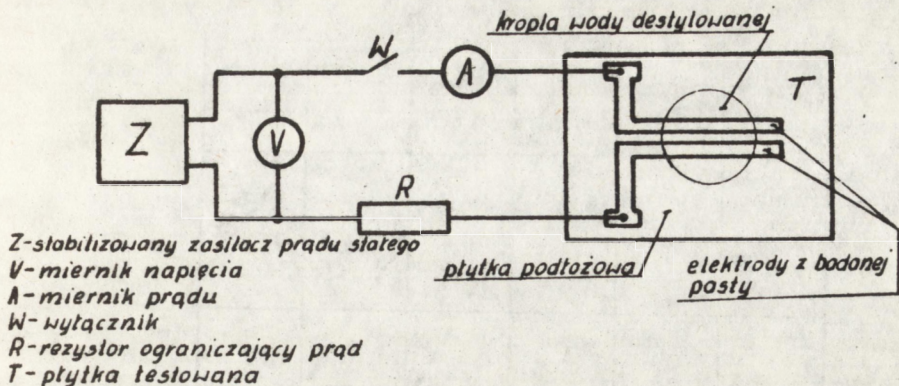 kropla wody destylowanej
W
A
T
Z
V
R
Z-stabilizowany zasilacz prądu stałego
V-miernik napięcia
A-miernik prądu
W-wyłącznik
R-rezystor ograniczający prąd
T-płytka testowana
płytka podłożowa
elektrody z badanej
pasty